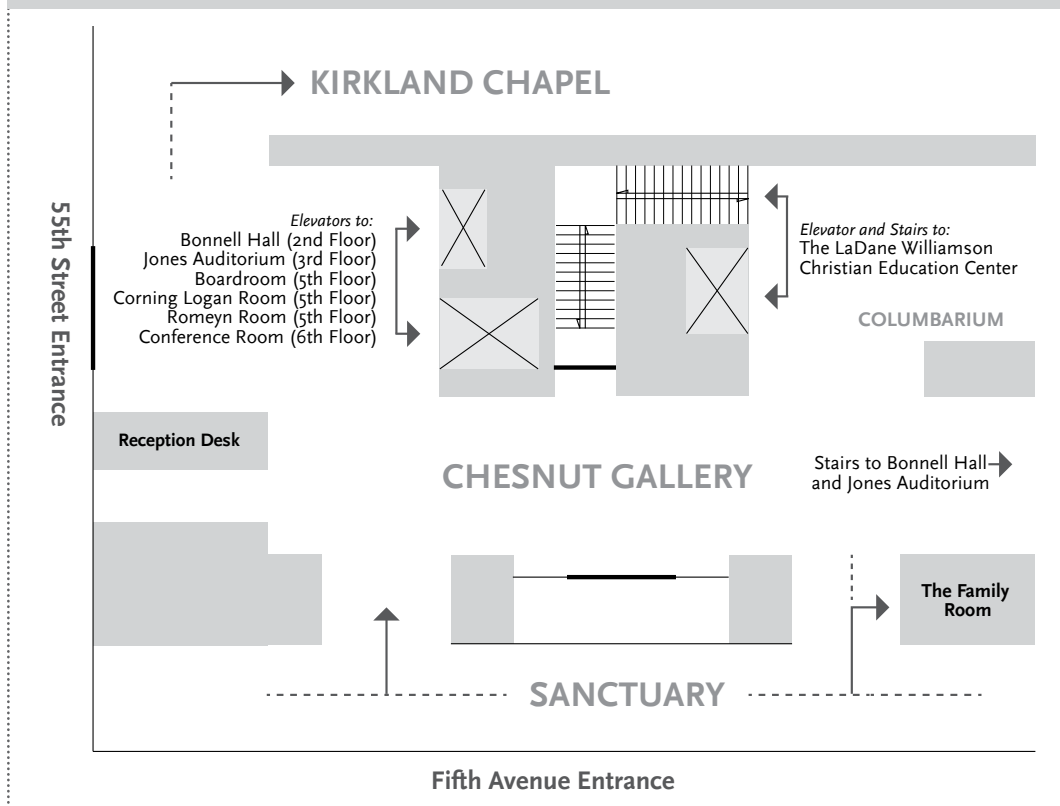 KIRKLAND CHAPEL
55th Street Entrance
Elevators to:
Bonnell Hall (2nd Floor)
Jones Auditorium (3rd Floor)
Boardroom (5th Floor)
Corning Logan Room (5th Floor)
Romeyn Room (5th Floor)
Conference Room (6th Floor)
Elevator and Stairs to:
The LaDane Williamson
Christian Education Center
COLUMBARIUM
Reception Desk
CHESNUT GALLERY
Stairs to Bonnell Hall
and Jones Auditorium
The Family
Room
SANCTUARY
Fifth Avenue Entrance